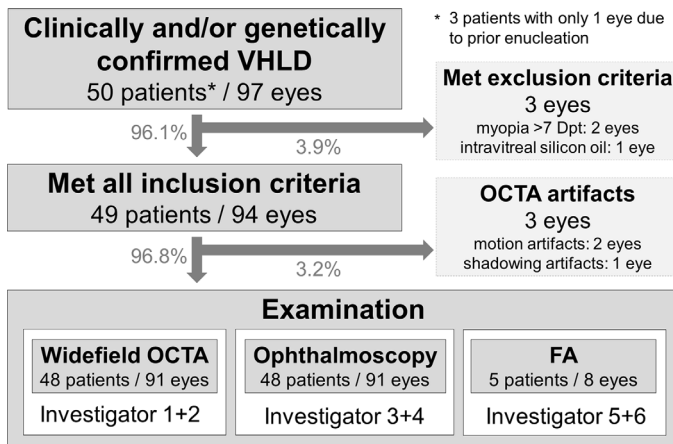 Clinically and/or genetically
confirmed VHLD
50 patients* / 97 eyes
* 3 patients with only 1 eye due
to prior enucleation
Met exclusion criteria
3 eyes
myopia >7 Dpt: 2 eyes
intravitreal silicon oil: 1 eye
96.1%
3.9%
Met all inclusion criteria
49 patients / 94 eyes
OCTA artifacts
3 eyes
motion artifacts: 2 eyes
shadowing artifacts: 1 eye
96.8%
3.2%
Examination
Widefield OCTA
48 patients / 91 eyes
Investigator 1+2
Ophthalmoscopy
48 patients / 91 eyes
Investigator 3+4
FA
5 patients / 8 eyes
Investigator 5+6